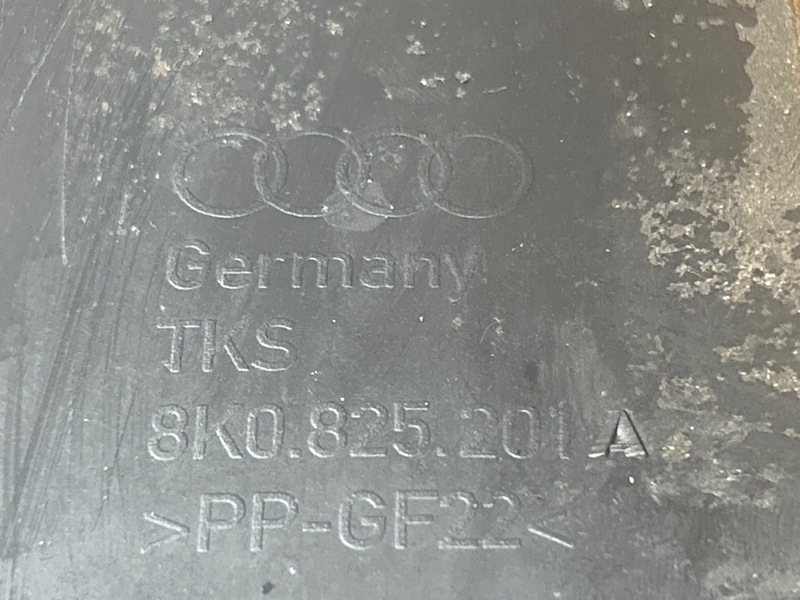 Germany
TKS
8K0.825.201 A
>PP-GF22<